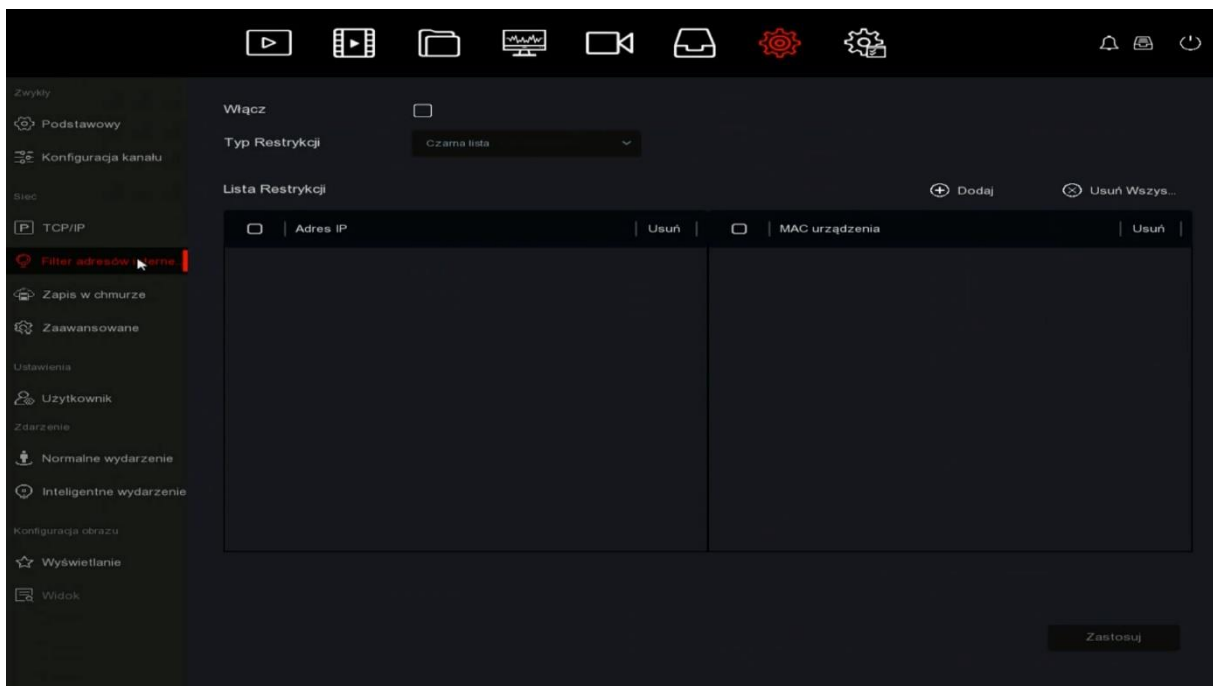 Zwykły
Podstawowy
Konfiguracja kanału
Sieć
TCP/IP
Filter adresów interne...
Zapis w chmurze
Zaawansowane
Ustawienia
Użytkownik
Zdarzenie
Normalne wydarzenie
Inteligentne wydarzenie
Konfiguracja obrazu
Wyświetlanie
Widok
Włącz
Typ Restrykcji
Czarna lista
Lista Restrykcji
Dodaj
Usuń Wszys...
Adres IP | Usuń | MAC urządzenia | Usuń
Zastosuj